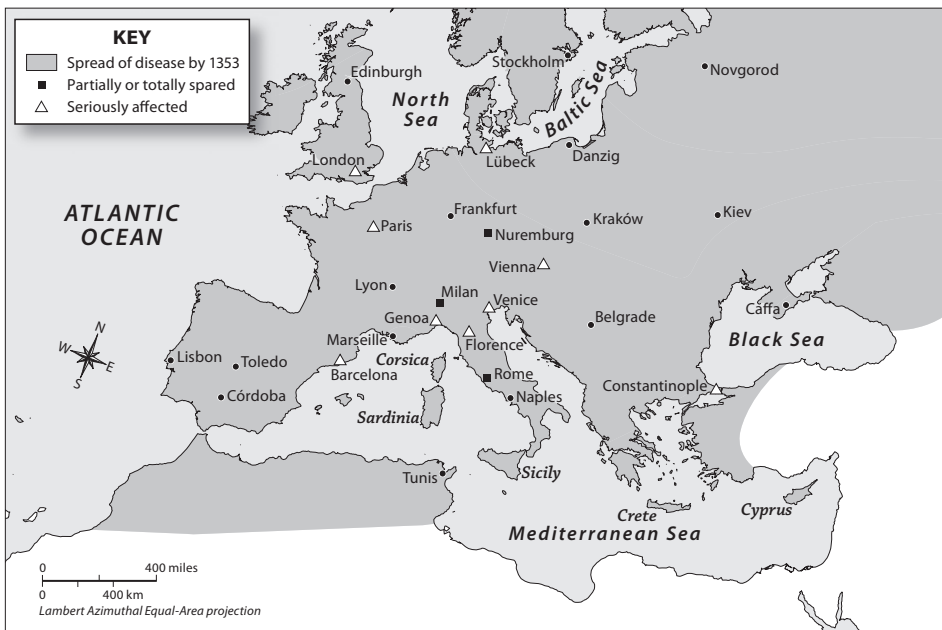 KEY
Spread of disease by 1353
Partially or totally spared
Seriously affected
Stockholm
Novgorod
Edinburgh
North
Sea
Baltic Sea
London
Lübeck
Danzig
ATLANTIC
OCEAN
Paris
Frankfurt
Nuremburg
Kraków
Kiev
Vienna
Lyon
Milan
Venice
Genoa
Belgrade
Caffa
Marseille
Florence
Black Sea
N
W
E
S
Lisbon
Toledo
Corsica
Barcelona
Rome
Constantinople
Córdoba
Naples
Sardinia
Tunis
Sicily
Crete
Cyprus
Mediterranean Sea
0 400 miles
0 400 km
Lambert Azimuthal Equal-Area projection